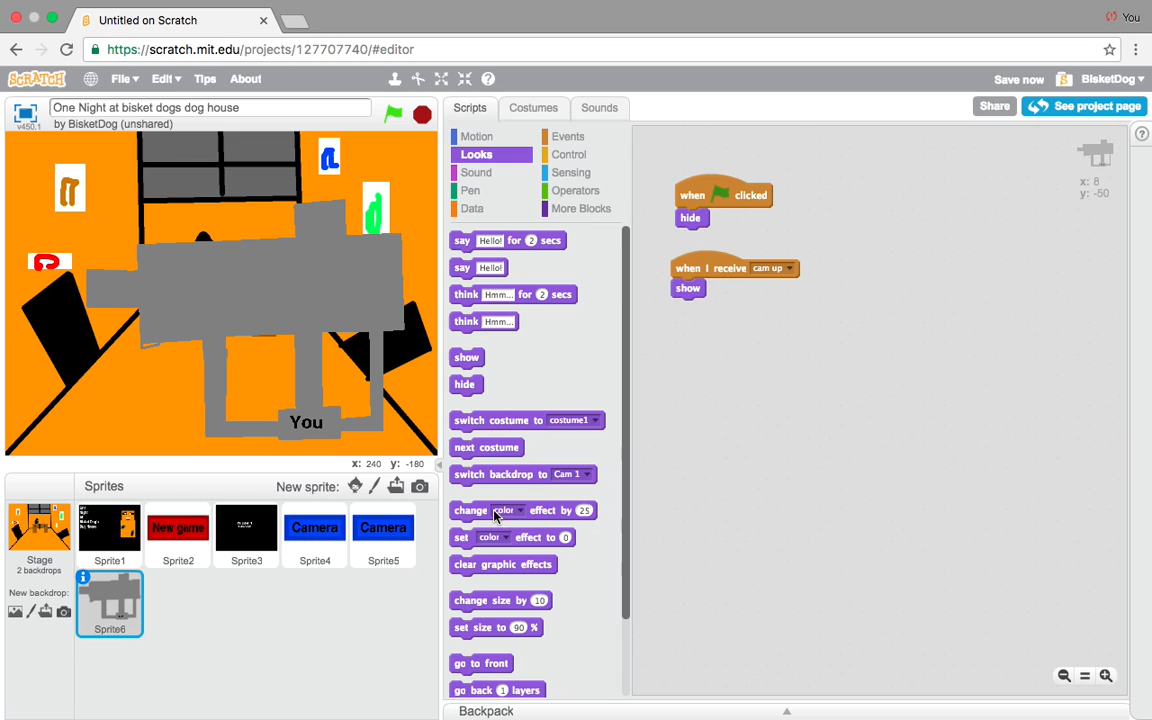 Untitled on Scratch
You
https://scratch.mit.edu/projects/127707740/#editor
SCRATCH File Edit Tips About Save now BisketDog
One Night at bisket dogs dog house
by BisketDog (unshared)
v450.1
Scripts Costumes Sounds
Share See project page
Motion Events
Looks Control
Sound Sensing
Pen Operators
Data More Blocks
say Hello! for 2 secs
say Hello!
think Hmm... for 2 secs
think Hmm...
show
hide
switch costume to costume1
next costume
switch backdrop to Cam 1
change color effect by 25
set color effect to 0
clear graphic effects
change size by 10
set size to 90 %
go to front
go back 1 layers
when clicked
hide
when I receive cam up
show
x: 8
y: -50
You
x: 240 y: -180
Sprites New sprite:
New game
Camera
Camera
Stage
2 backdrops
New backdrop:
Sprite1 Sprite2 Sprite3 Sprite4 Sprite5
Sprite6
Backpack